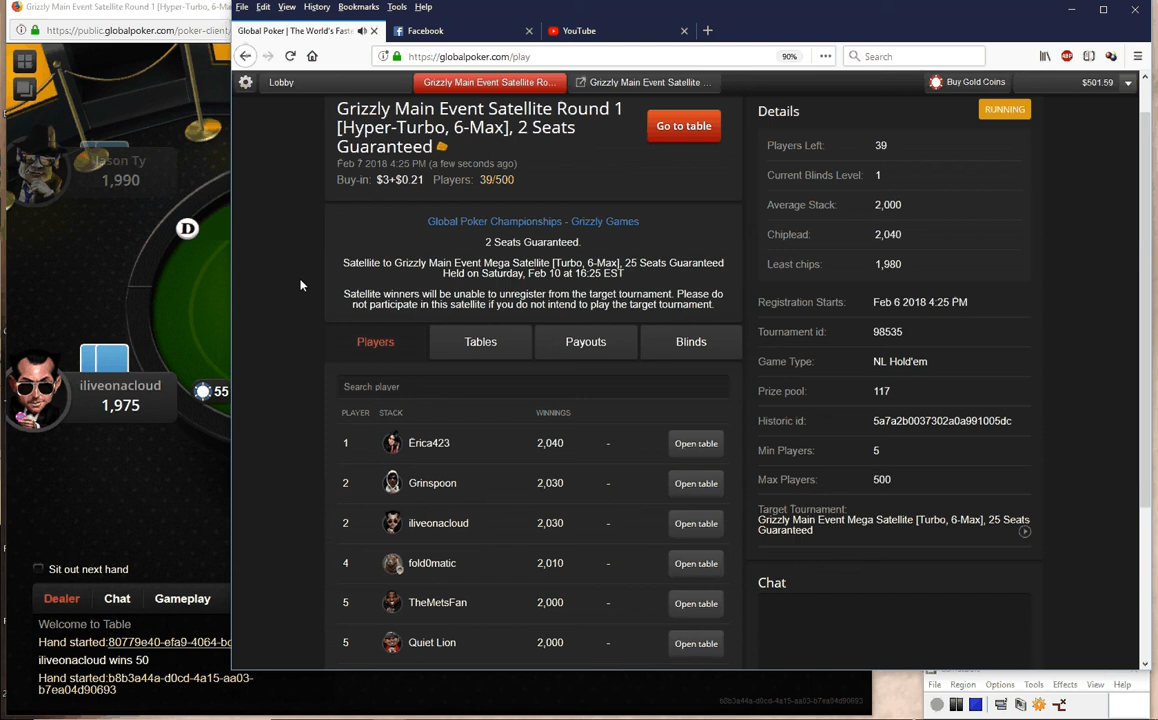 Grizzly Main Event Satellite Round 1 [Hyper-Turbo, 6-Max]
https://public.globalpoker.com/poker-client/
Jason Ty
1,990
D
iliveonacloud
1,975
55
Sit out next hand
Dealer Chat Gameplay
Welcome to Table
Hand started:80779e40-efa9-4064-bc
iliveonacloud wins 50
Hand started:b8b3a44a-d0cd-4a15-aa03-
b7ea04d90693
b8b3a44a-d0cd-4a15-aa03-b7ea04d90693
File Edit View History Bookmarks Tools Help
Global Poker | The World's Faste
Facebook
YouTube
https://globalpoker.com/play
90%
Search
ABP
Lobby
Grizzly Main Event Satellite Ro...
Grizzly Main Event Satellite ...
Buy Gold Coins
$501.59
Grizzly Main Event Satellite Round 1
[Hyper-Turbo, 6-Max], 2 Seats
Guaranteed
Go to table
Feb 7 2018 4:25 PM (a few seconds ago)
Buy-in: $3+$0.21 Players: 39/500
Global Poker Championships - Grizzly Games
2 Seats Guaranteed.
Satellite to Grizzly Main Event Mega Satellite [Turbo, 6-Max], 25 Seats Guaranteed
Held on Saturday, Feb 10 at 16:25 EST
Satellite winners will be unable to unregister from the target tournament. Please do
not participate in this satellite if you do not intend to play the target tournament.
Players Tables Payouts Blinds
Search player
PLAYER STACK WINNINGS
1 Erica423 2,040 - Open table
2 Grinspoon 2,030 - Open table
2 iliveonacloud 2,030 - Open table
4 fold0matic 2,010 - Open table
5 TheMetsFan 2,000 - Open table
5 Quiet Lion 2,000 - Open table
Details
RUNNING
Players Left: 39
Current Blinds Level: 1
Average Stack: 2,000
Chiplead: 2,040
Least chips: 1,980
Registration Starts: Feb 6 2018 4:25 PM
Tournament id: 98535
Game Type: NL Hold'em
Prize pool: 117
Historic id: 5a7a2b0037302a0a991005dc
Min Players: 5
Max Players: 500
Target Tournament:
Grizzly Main Event Mega Satellite [Turbo, 6-Max], 25 Seats
Guaranteed
Chat
File Region Options Tools Effects View Help